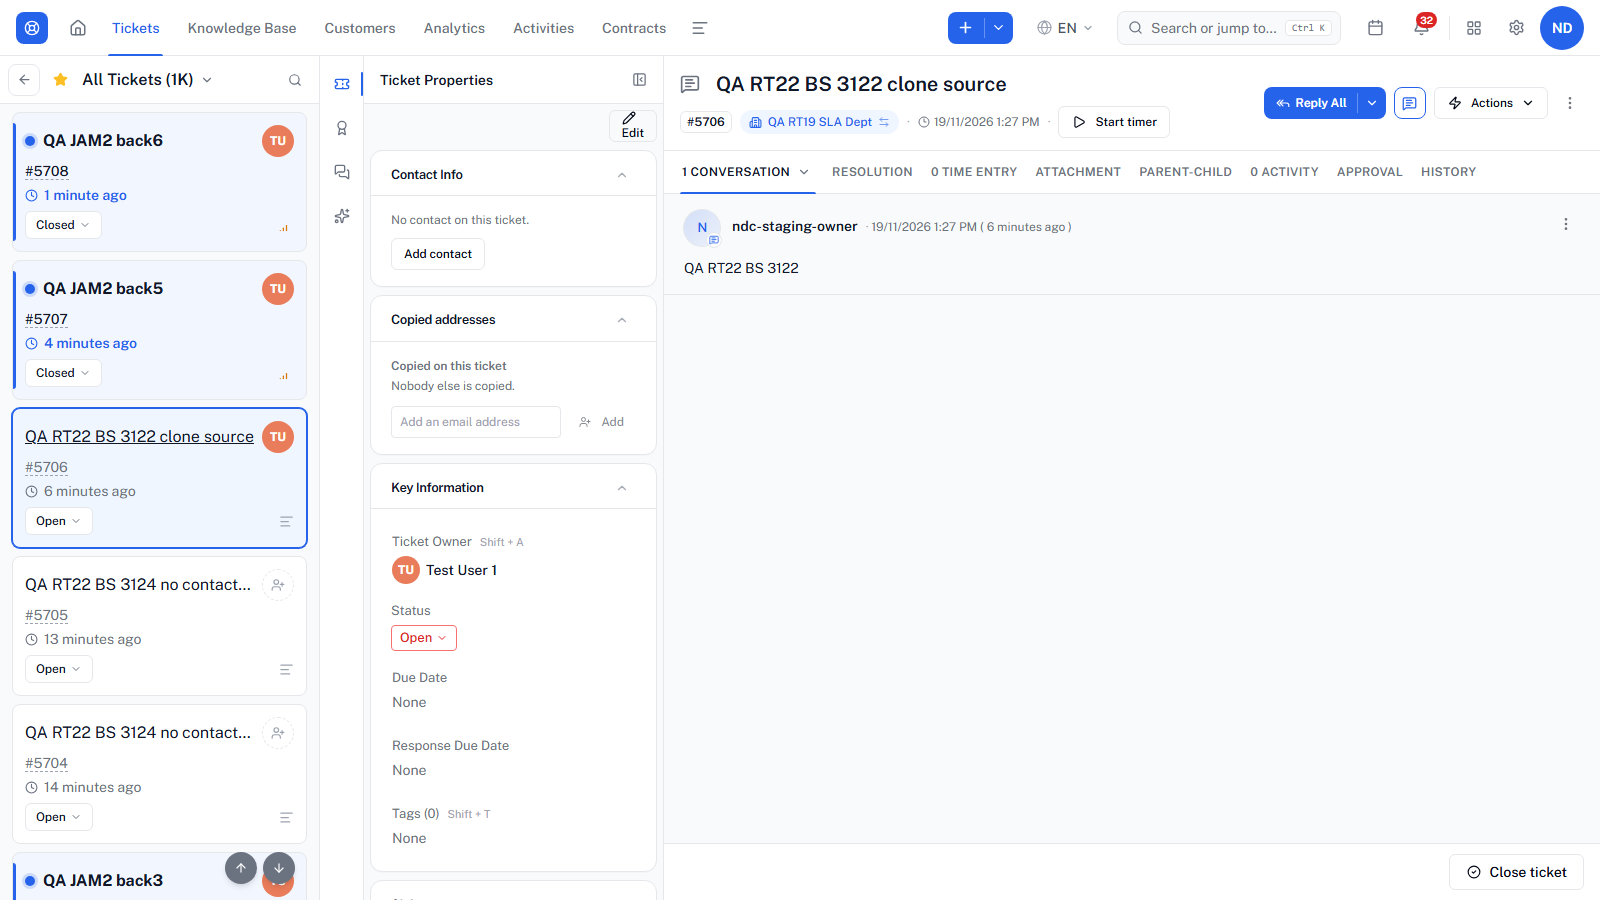 Tickets
Knowledge Base
Customers
Analytics
Activities
Contracts
EN
Search or jump to...
Ctrl K
32
ND
All Tickets (1K)
QA JAM2 back6
TU
#5708
1 minute ago
Closed
QA JAM2 back5
TU
#5707
4 minutes ago
Closed
QA RT22 BS 3122 clone source
TU
#5706
6 minutes ago
Open
QA RT22 BS 3124 no contact...
#5705
13 minutes ago
Open
QA RT22 BS 3124 no contact...
#5704
14 minutes ago
Open
QA JAM2 back3
Ticket Properties
Edit
Contact Info
No contact on this ticket.
Add contact
Copied addresses
Copied on this ticket
Nobody else is copied.
Add an email address
Add
Key Information
Ticket Owner Shift + A
TU Test User 1
Status
Open
Due Date
None
Response Due Date
None
Tags (0) Shift + T
None
QA RT22 BS 3122 clone source
#5706
QA RT19 SLA Dept
· 19/11/2026 1:27 PM ·
Start timer
Reply All
Actions
1 CONVERSATION
RESOLUTION
0 TIME ENTRY
ATTACHMENT
PARENT-CHILD
0 ACTIVITY
APPROVAL
HISTORY
N
ndc-staging-owner · 19/11/2026 1:27 PM ( 6 minutes ago )
QA RT22 BS 3122
Close ticket